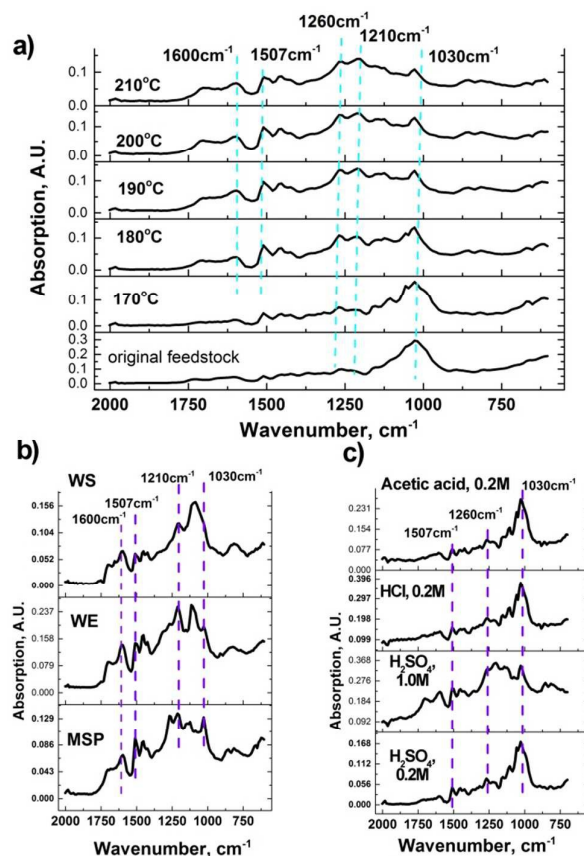 a)
1260cm-1
1210cm-1
1600cm-1
1507cm-1
1030cm-1
0.1
210°C
0.0
0.1
200°C
0.0
0.1
190°C
0.0
0.1
180°C
0.0
0.1
170°C
0.0
0.3
0.2
0.1
original feedstock
0.0
Absorption, A.U.
2000 1750 1500 1250 1000 750
Wavenumber, cm-1
b)
WS
1210cm-1
1030cm-1
1507cm-1
1600cm-1
0.156
0.104
0.052
0.000
WE
0.237
0.158
0.079
0.000
MSP
0.129
0.086
0.043
0.000
Absorption, A.U.
2000 1500 1000
Wavenumber, cm-1
c)
Acetic acid, 0.2M
1030cm-1
1260cm-1
1507cm-1
0.231
0.154
0.077
0.000
0.396
HCl, 0.2M
0.297
0.198
0.099
0.368
H2SO4,
1.0M
0.276
0.184
0.092
0.168
H2SO4,
0.2M
0.112
0.056
0.000
Absorption, A.U.
2000 1750 1500 1250 1000 750
Wavenumber, cm-1